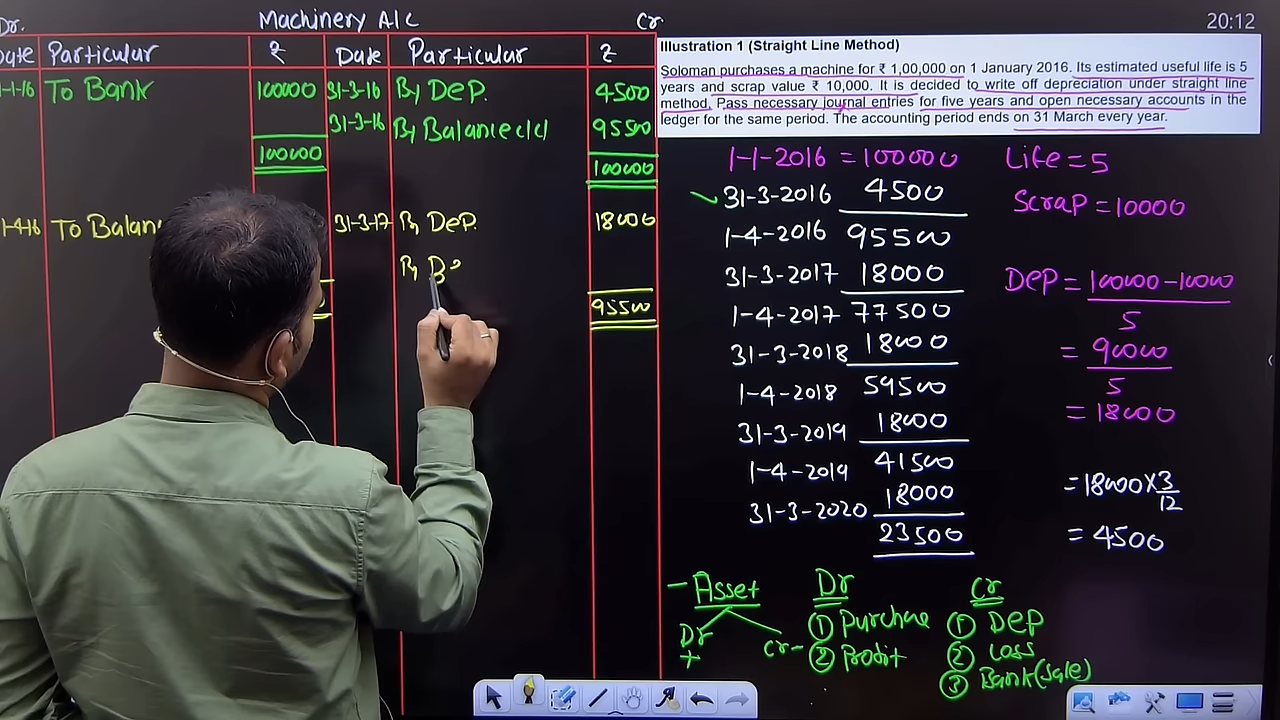 Dr. Machinery A/c Cr.
Date Particular ₹ Date Particular ₹
1-1-16 To Bank 100000 31-3-16 By Dep. 4500
31-3-16 By Balance c/d 95500
100000 100000
1-4-16 To Balan 31-3-17 By Dep. 18000
By B
95500
20:12
Illustration 1 (Straight Line Method)
Soloman purchases a machine for ₹ 1,00,000 on 1 January 2016. Its estimated useful life is 5
years and scrap value ₹ 10,000. It is decided to write off depreciation under straight line
method. Pass necessary journal entries for five years and open necessary accounts in the
ledger for the same period. The accounting period ends on 31 March every year.
1-1-2016 = 100000
31-3-2016 4500
1-4-2016 95500
31-3-2017 18000
1-4-2017 77500
31-3-2018 18000
1-4-2018 59500
31-3-2019 18000
1-4-2019 41500
31-3-2020 18000
23500
Life = 5
Scrap = 10000
Dep = 100000-10000
5
= 90000
5
= 18000
= 18000 × 3/12
= 4500
- Asset
Dr Cr -
+
Dr
① Purchase
② Profit
Cr
① Dep
② Loss
③ Bank (Sale)